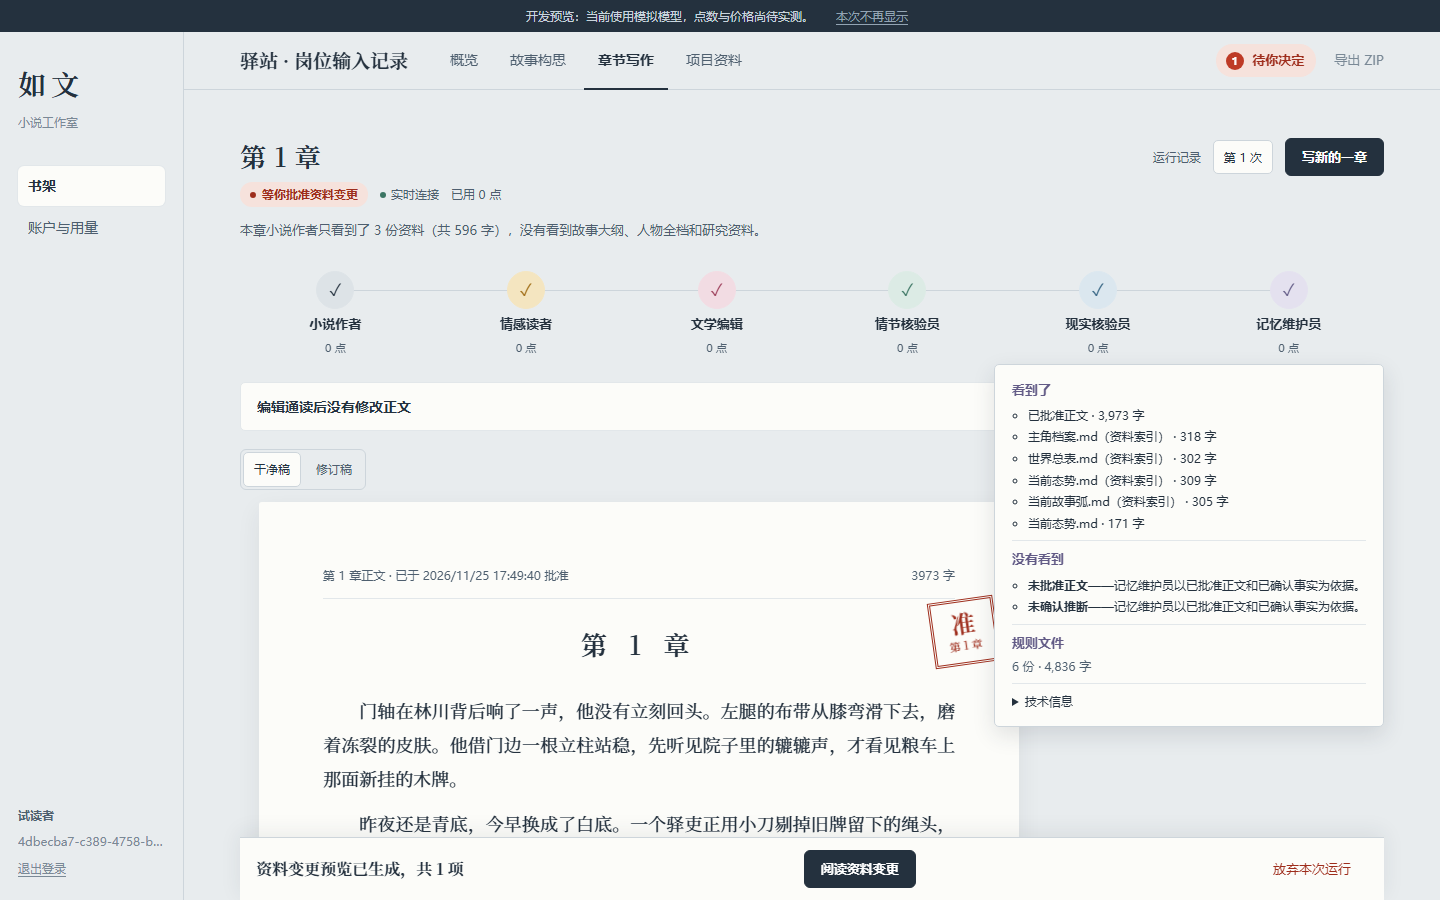 开发预览：当前使用模拟模型，点数与价格尚待实测。 本次不再显示
如文
小说工作室
书架
账户与用量
试读者
4dbecba7-c389-4758-b...
退出登录
驿站 · 岗位输入记录 概览 故事构思 章节写作 项目资料 1 待你决定 导出 ZIP
第 1 章
运行记录 第 1 次 写新的一章
等你批准资料变更 实时连接 已用 0 点
本章小说作者只看到了 3 份资料（共 596 字），没有看到故事大纲、人物全档和研究资料。
小说作者 情感读者 文学编辑 情节核验员 现实核验员 记忆维护员
0 点 0 点 0 点 0 点 0 点 0 点
编辑通读后没有修改正文
干净稿 修订稿
第 1 章正文 · 已于 2026/11/25 17:49:40 批准 3973 字
准
第 1 章
第 1 章
门轴在林川背后响了一声，他没有立刻回头。左腿的布带从膝弯滑下去，磨
着冻裂的皮肤。他借门边一根立柱站稳，先听见院子里的辘辘声，才看见粮车上
那面新挂的木牌。
昨夜还是青底，今早换成了白底。一个驿吏正用小刀剔掉旧牌留下的绳头，
看到了
已批准正文 · 3,973 字
主角档案.md（资料索引） · 318 字
世界总表.md（资料索引） · 302 字
当前态势.md（资料索引） · 309 字
当前故事弧.md（资料索引） · 305 字
当前态势.md · 171 字
没有看到
未批准正文——记忆维护员以已批准正文和已确认事实为依据。
未确认推断——记忆维护员以已批准正文和已确认事实为依据。
规则文件
6 份 · 4,836 字
技术信息
资料变更预览已生成，共 1 项 阅读资料变更 放弃本次运行